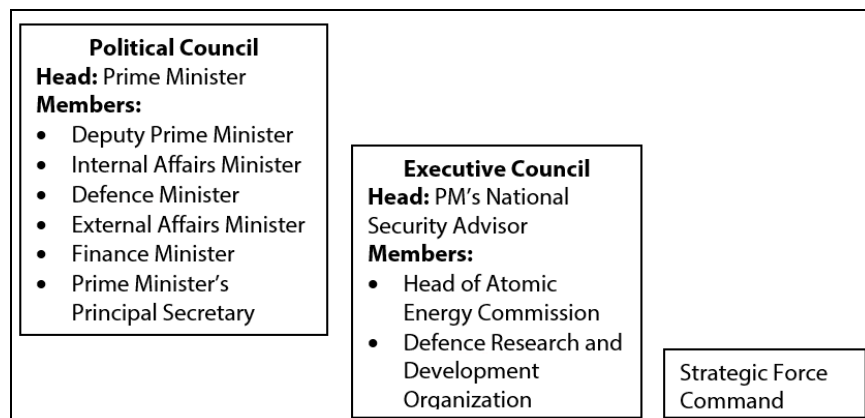 Political Council
Head: Prime Minister
Members:
• Deputy Prime Minister
• Internal Affairs Minister
• Defence Minister
• External Affairs Minister
• Finance Minister
• Prime Minister’s
Principal Secretary
Executive Council
Head: PM’s National
Security Advisor
Members:
• Head of Atomic
Energy Commission
• Defence Research and
Development
Organization
Strategic Force
Command